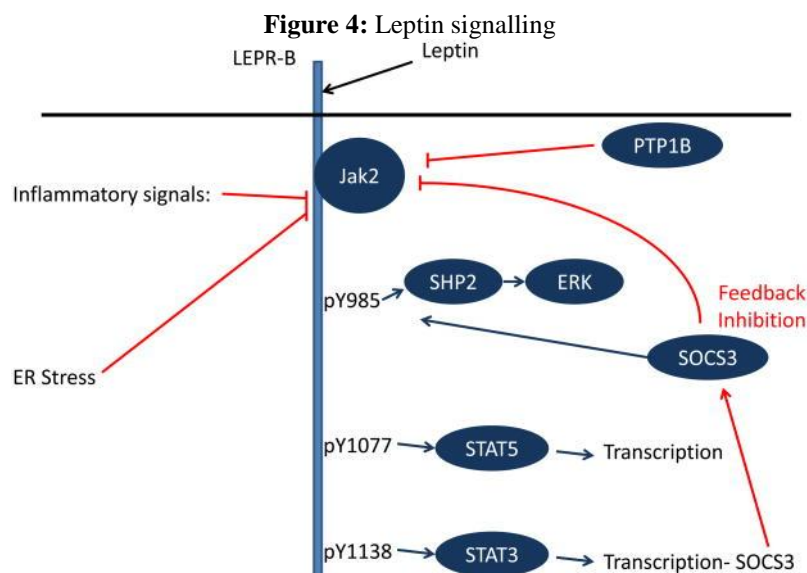 Figure 4: Leptin signalling
LEPR-B
Leptin
PTP1B
Jak2
Inflammatory signals:
SHP2
ERK
pY985
Feedback
Inhibition
SOCS3
ER Stress
pY1077
STAT5
Transcription
pY1138
STAT3
Transcription- SOCS3